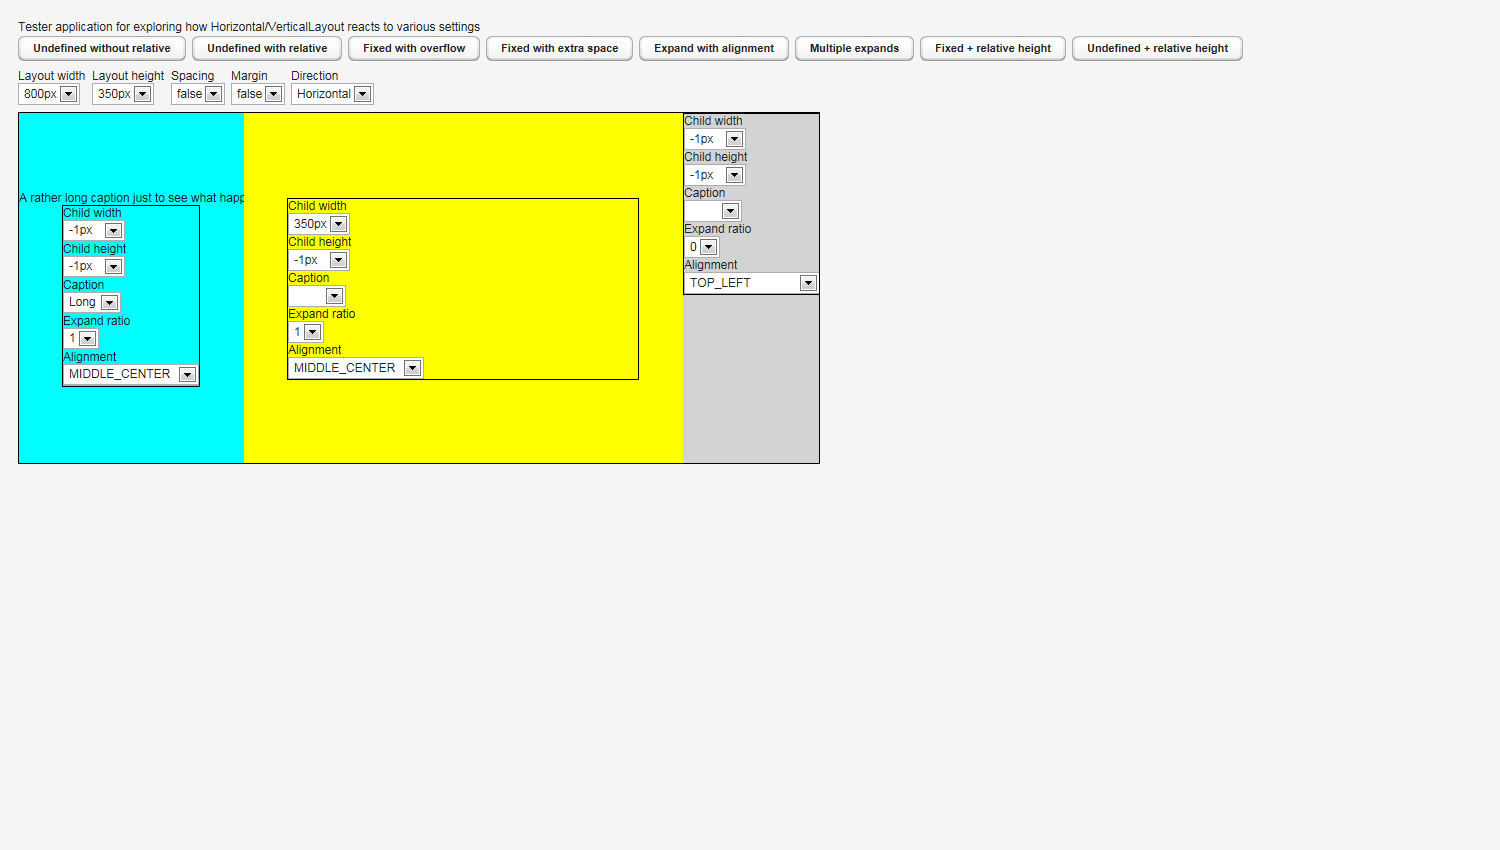 Tester application for exploring how Horizontal/VerticalLayout reacts to various settings
Undefined without relative Undefined with relative Fixed with overflow Fixed with extra space Expand with alignment Multiple expands Fixed + relative height Undefined + relative height
Layout width Layout height Spacing Margin Direction
800px 350px false false Horizontal
A rather long caption just to see what happ
Child width
-1px
Child height
-1px
Caption
Long
Expand ratio
1
Alignment
MIDDLE_CENTER
Child width
350px
Child height
-1px
Caption
Expand ratio
1
Alignment
MIDDLE_CENTER
Child width
-1px
Child height
-1px
Caption
Expand ratio
0
Alignment
TOP_LEFT